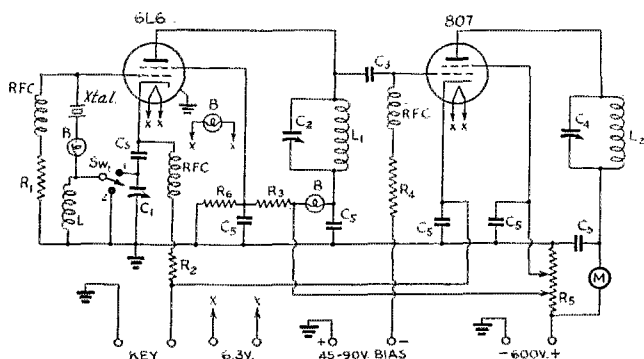 6L6
807
RFC
Xtal.
B
B
C3
RFC
C5
RFC
C2
L1
C4
L2
R1
L
Sw1
1
2
C1
R6
R3
B
R4
C5
C5
C5
C5
C5
R2
R5
M
X
X
X
X
X
X
X
X
+
-
- 600V. +
KEY
6.3V.
45-90V. BIAS